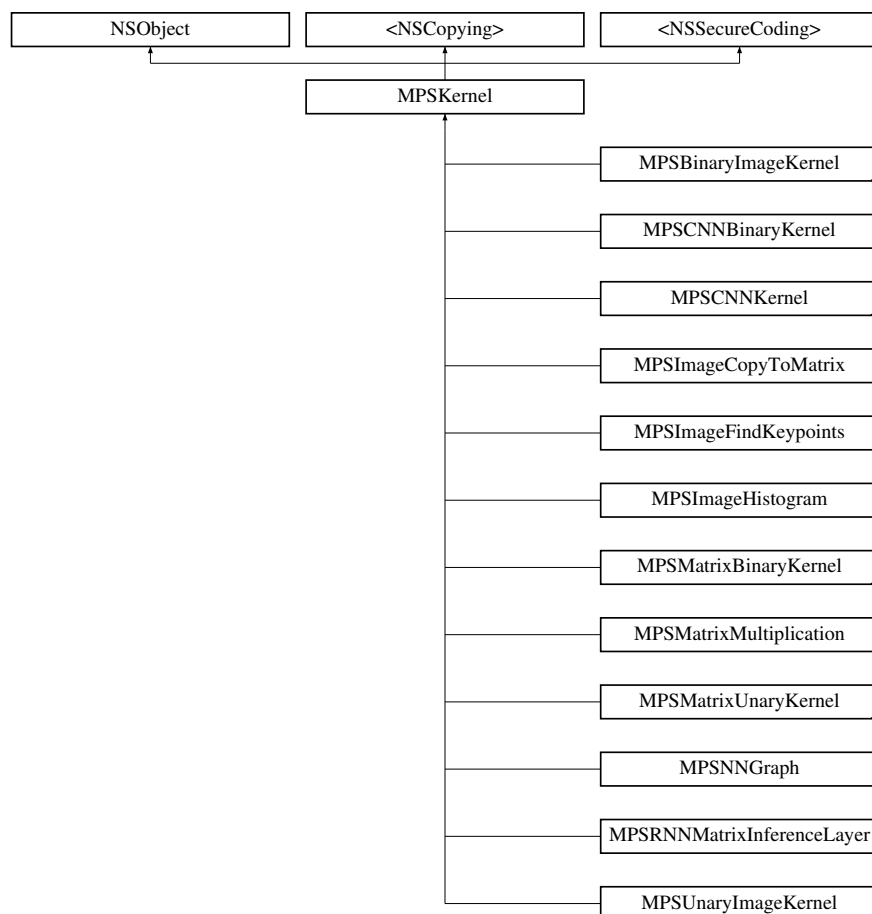 NSObject
<NSCopying>
<NSSecureCoding>
MPSKernel
MPSBinaryImageKernel
MPSCNNBinaryKernel
MPSCNNKernel
MPSImageCopyToMatrix
MPSImageFindKeypoints
MPSImageHistogram
MPSMatrixBinaryKernel
MPSMatrixMultiplication
MPSMatrixUnaryKernel
MPSNNGraph
MPSRNNMatrixInferenceLayer
MPSUnaryImageKernel